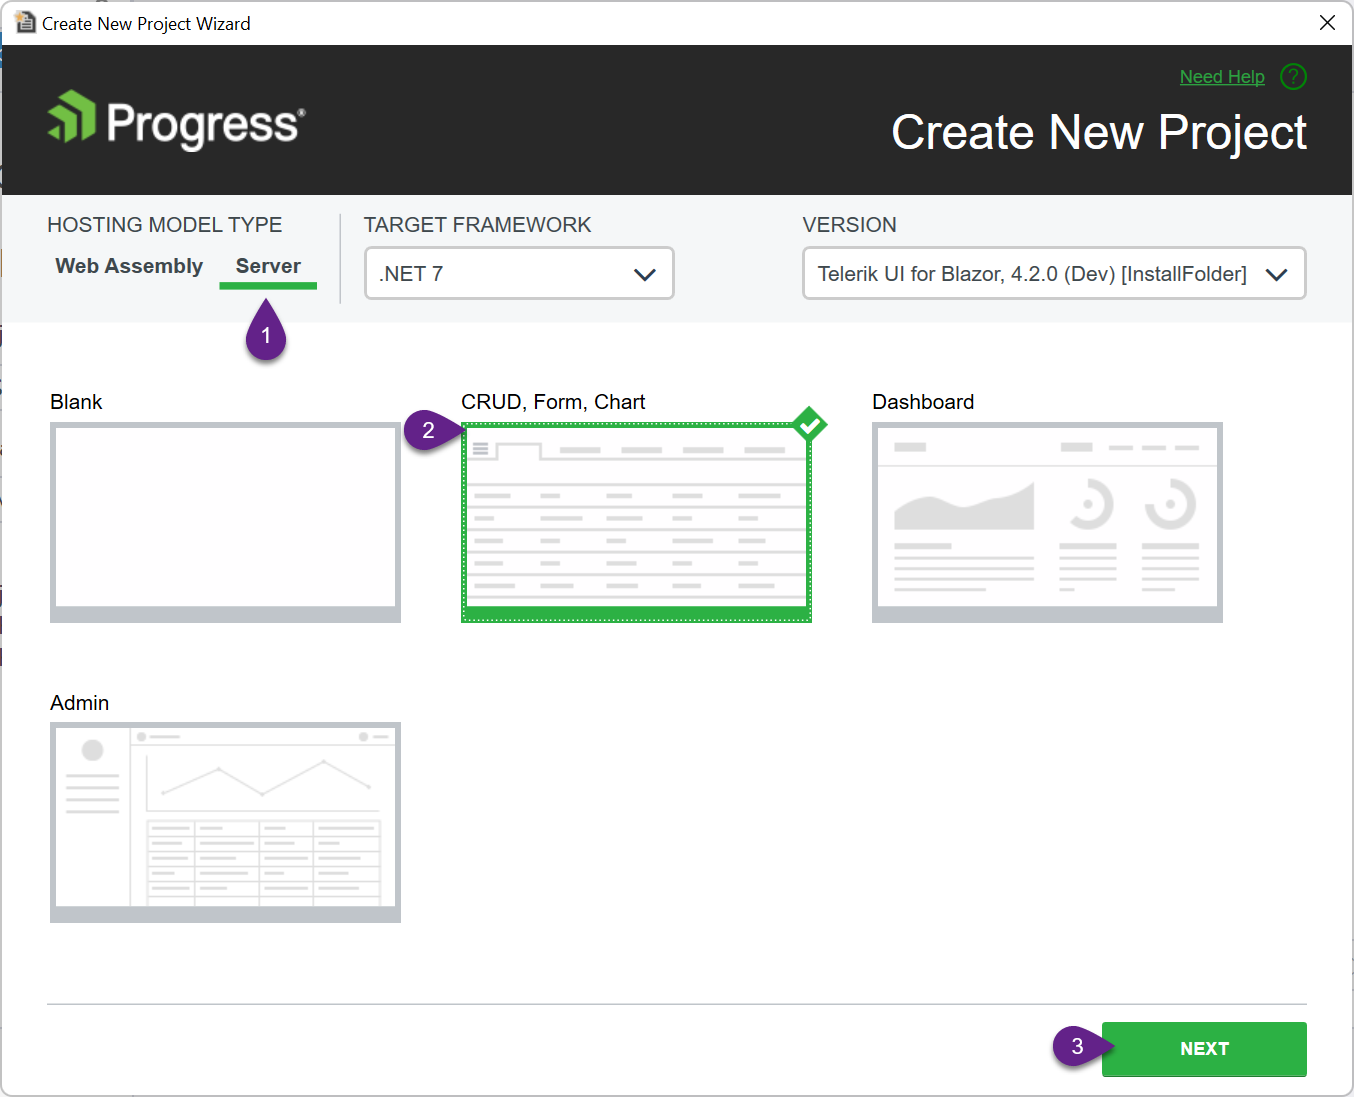 Create New Project Wizard
Need Help ?
Progress®
Create New Project
HOSTING MODEL TYPE
Web Assembly
Server
TARGET FRAMEWORK
.NET 7
VERSION
Telerik UI for Blazor, 4.2.0 (Dev) [InstallFolder]
1
Blank
2
CRUD, Form, Chart
Dashboard
Admin
3
NEXT